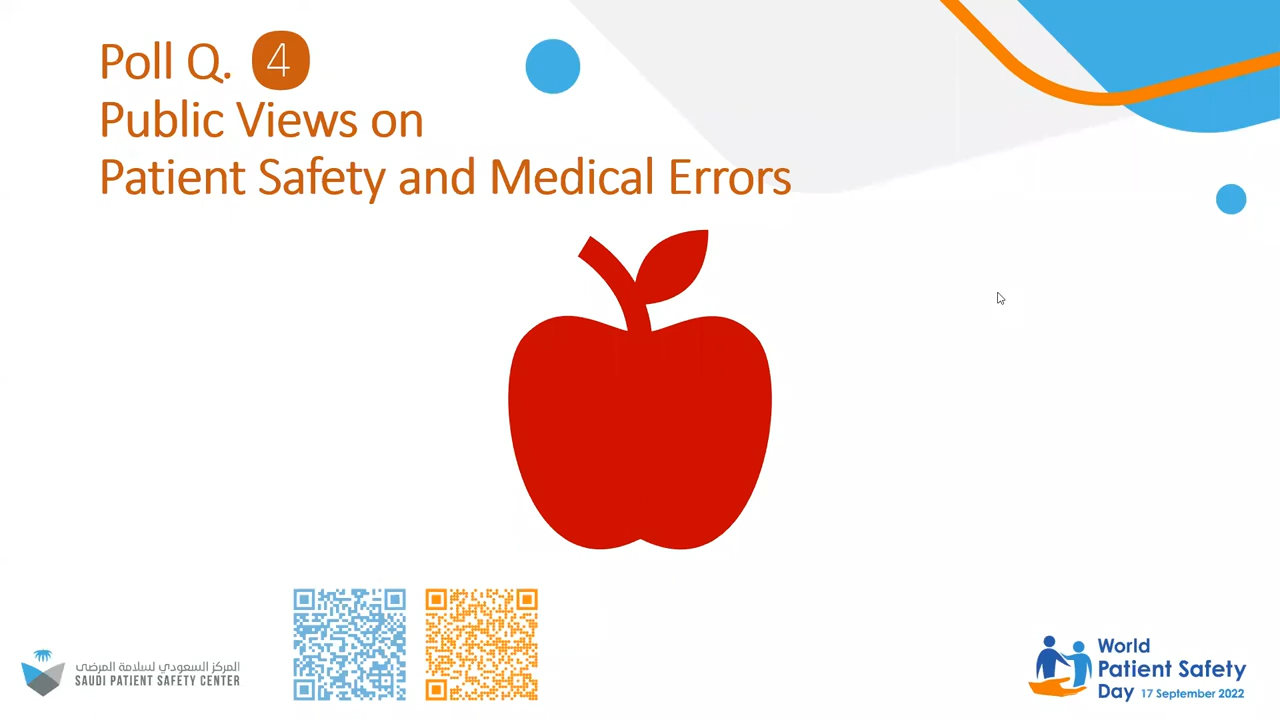 Poll Q. 4
Public Views on
Patient Safety and Medical Errors
المركز السعودي لسلامة المرضى
SAUDI PATIENT SAFETY CENTER
World
Patient Safety
Day 17 September 2022